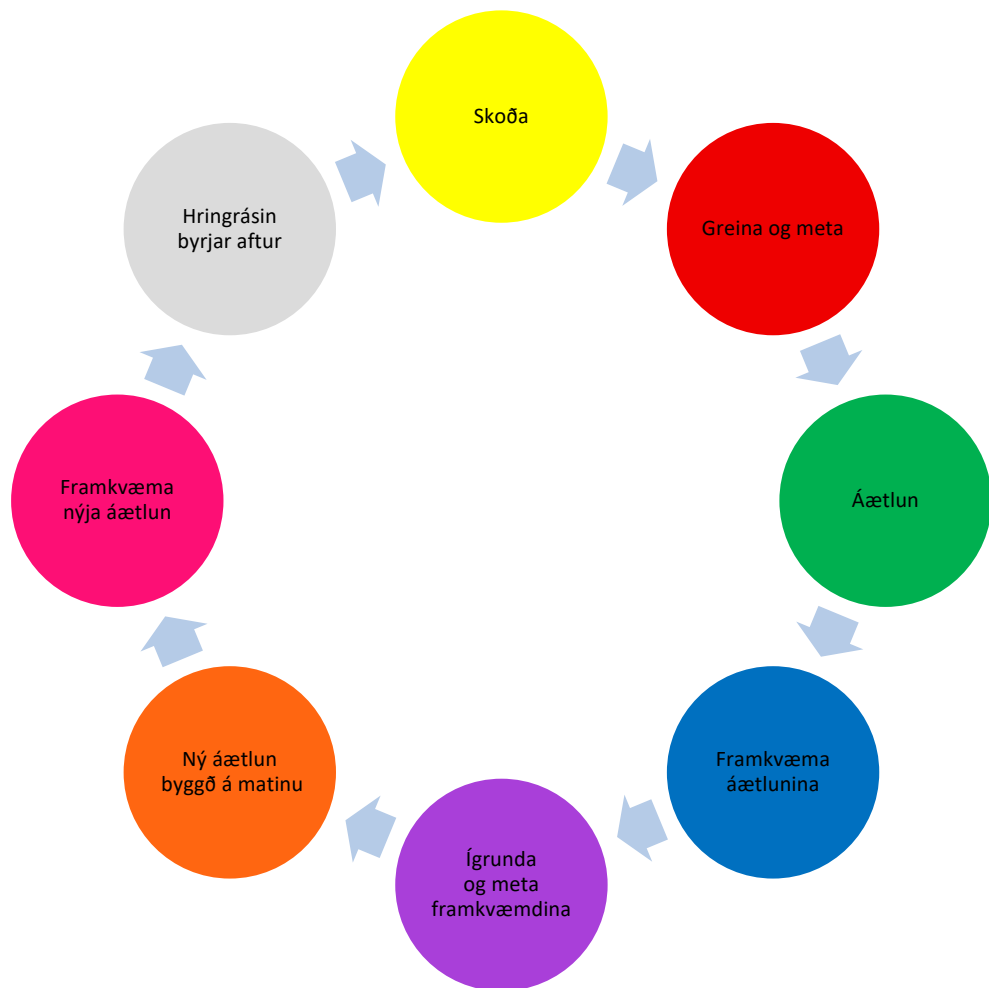 Skoða
Greina og meta
Áætlun
Framkvæma
áætlunina
Ígrunda
og meta
framkvæmdina
Ný áætlun
byggð á matinu
Framkvæma
nýja áætlun
Hringrásin
byrjar aftur